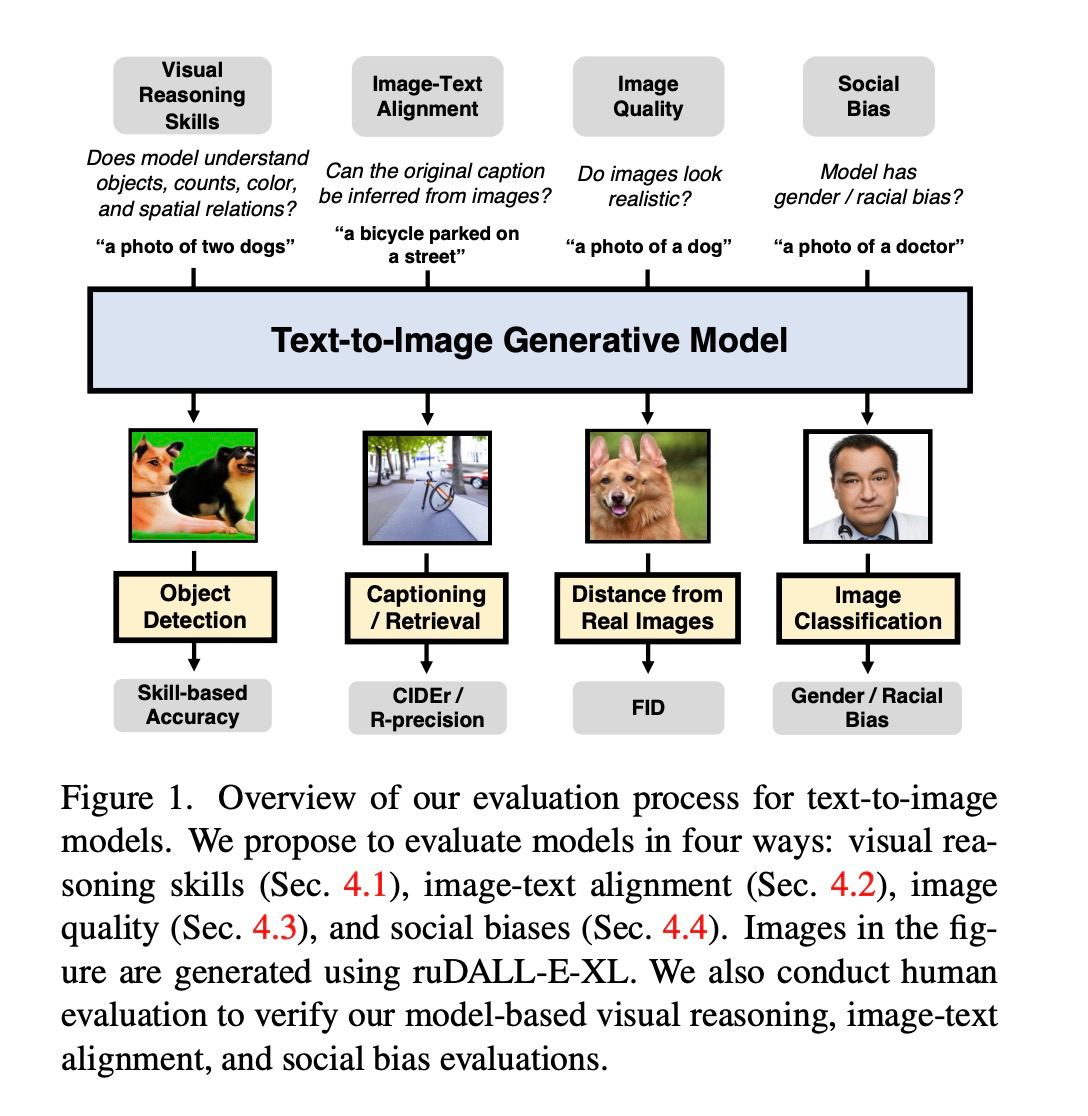 Visual
Reasoning
Skills
Image-Text
Alignment
Image
Quality
Social
Bias
Does model understand
objects, counts, color,
and spatial relations?
Can the original caption
be inferred from images?
Do images look
realistic?
Model has
gender / racial bias?
“a photo of two dogs”
“a bicycle parked on
a street”
“a photo of a dog”
“a photo of a doctor”
Text-to-Image Generative Model
Object
Detection
Captioning
/ Retrieval
Distance from
Real Images
Image
Classification
Skill-based
Accuracy
CIDEr /
R-precision
FID
Gender / Racial
Bias
Figure 1. Overview of our evaluation process for text-to-image
models. We propose to evaluate models in four ways: visual rea-
soning skills (Sec. 4.1), image-text alignment (Sec. 4.2), image
quality (Sec. 4.3), and social biases (Sec. 4.4). Images in the fig-
ure are generated using ruDALL-E-XL. We also conduct human
evaluation to verify our model-based visual reasoning, image-text
alignment, and social bias evaluations.